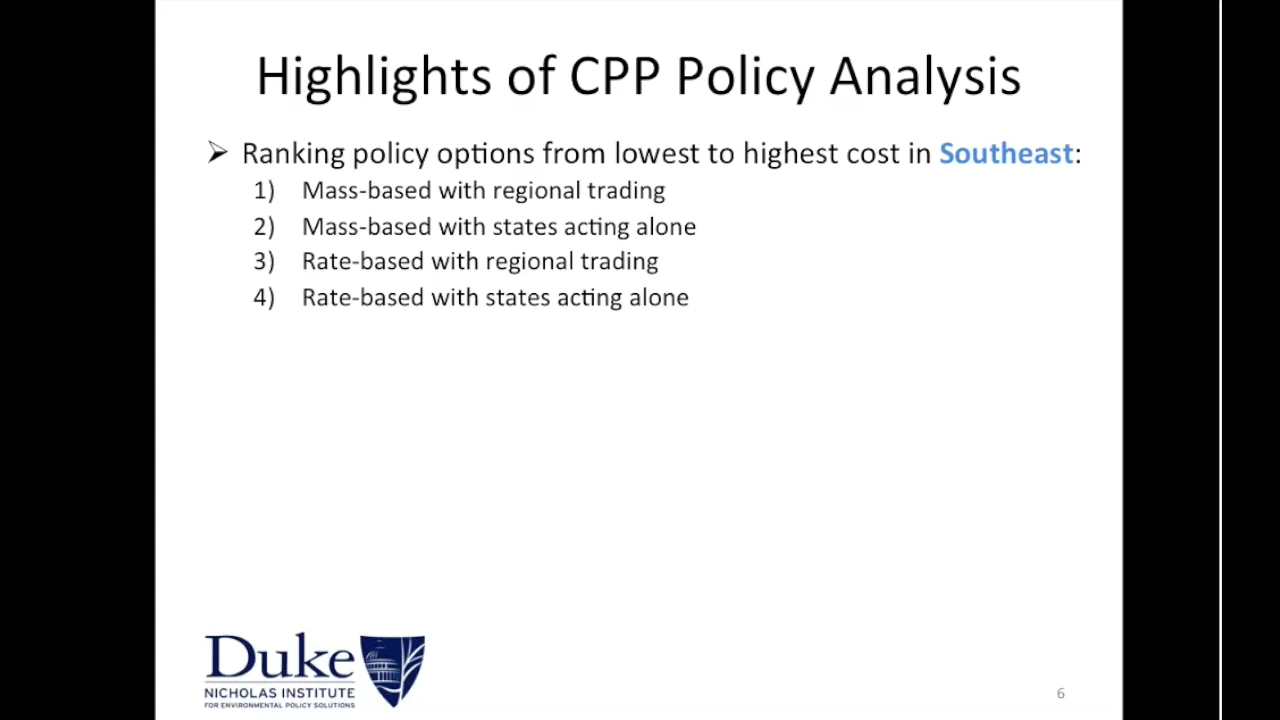 Highlights of CPP Policy Analysis
➢ Ranking policy options from lowest to highest cost in Southeast:
1) Mass-based with regional trading
2) Mass-based with states acting alone
3) Rate-based with regional trading
4) Rate-based with states acting alone
Duke
NICHOLAS INSTITUTE
FOR ENVIRONMENTAL POLICY SOLUTIONS
6